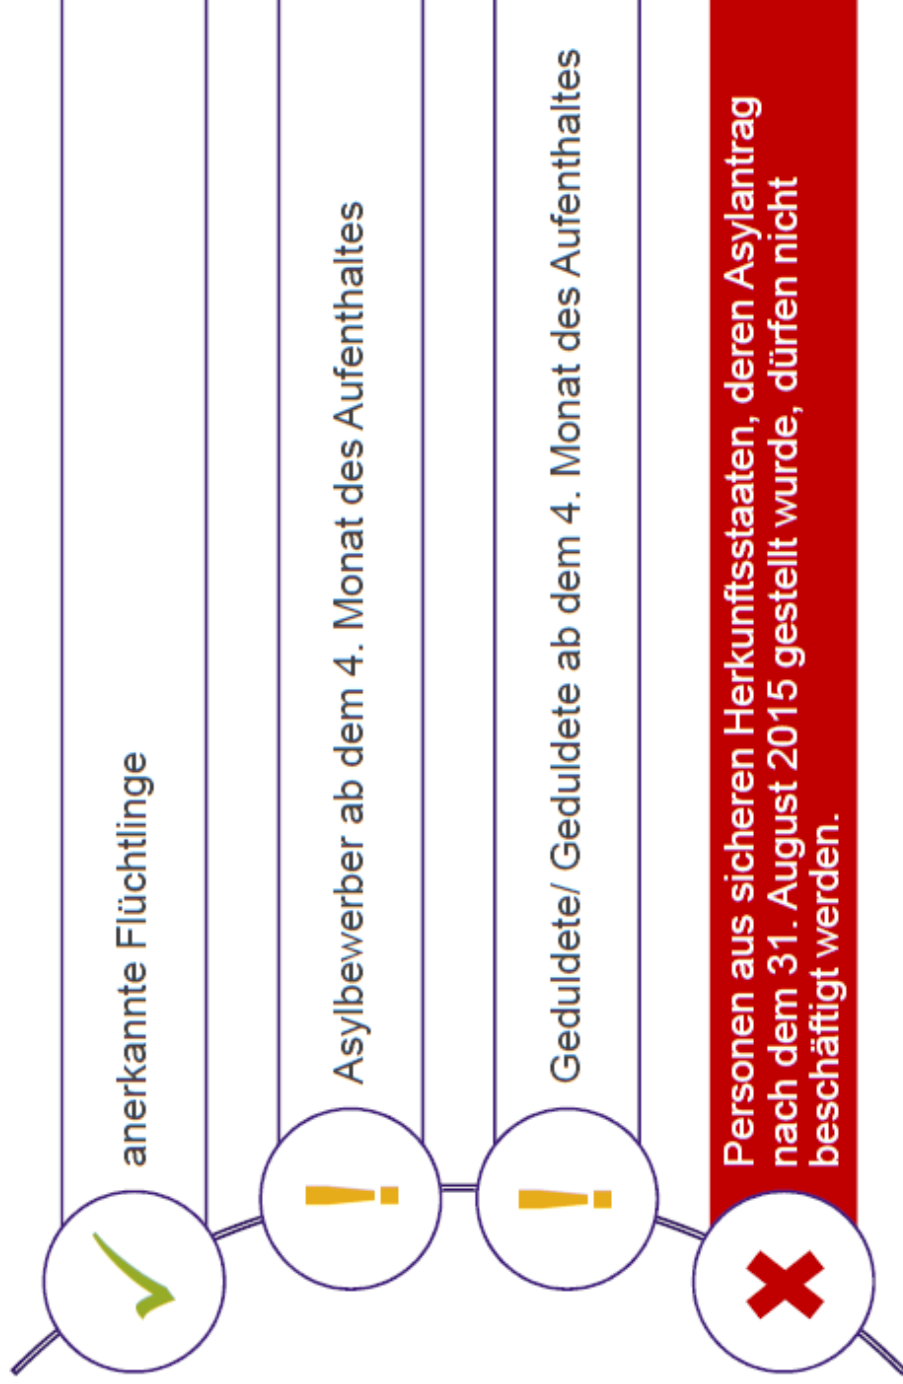 anerkannte Flüchtlinge
Asylbewerber ab dem 4. Monat des Aufenthaltes
Geduldete/ Geduldete ab dem 4. Monat des Aufenthaltes
Personen aus sicheren Herkunftsstaaten, deren Asylantrag
nach dem 31. August 2015 gestellt wurde, dürfen nicht
beschäftigt werden.